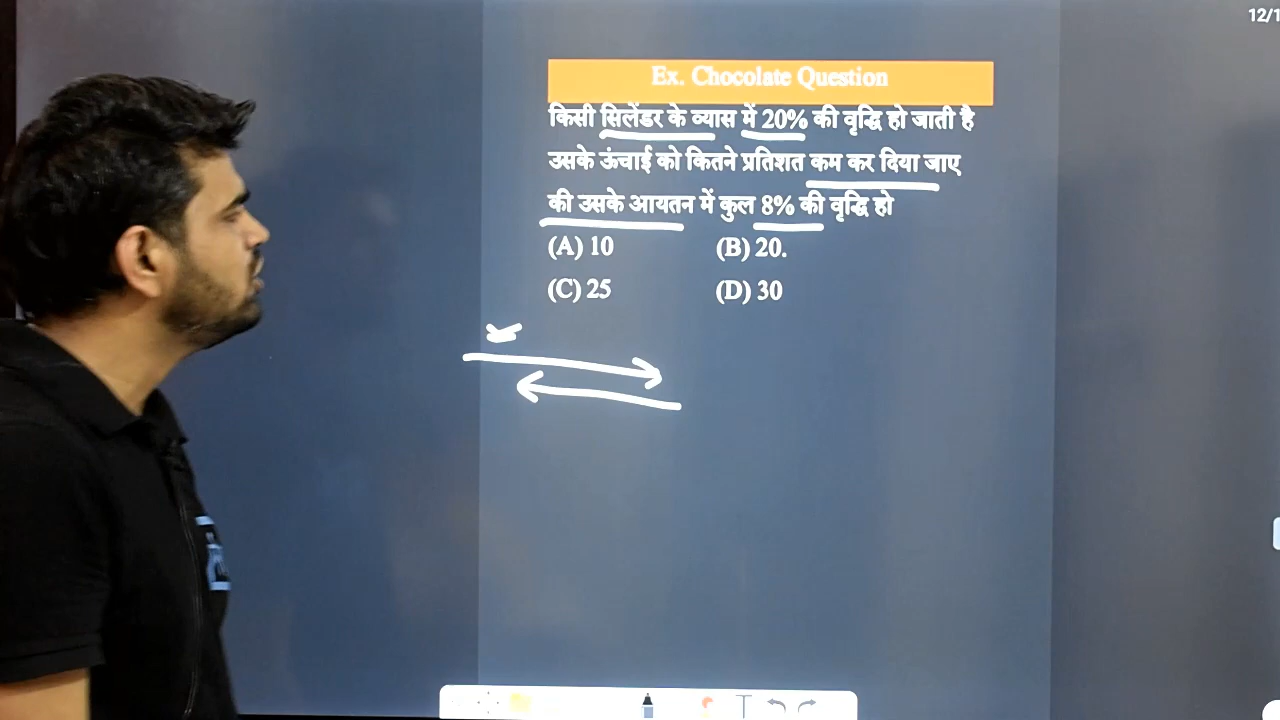 12/1
Ex. Chocolate Question
किसी सिलेंडर के व्यास में 20% की वृद्धि हो जाती है
उसके ऊंचाई को कितने प्रतिशत कम कर दिया जाए
की उसके आयतन में कुल 8% की वृद्धि हो
(A) 10 (B) 20.
(C) 25 (D) 30
T